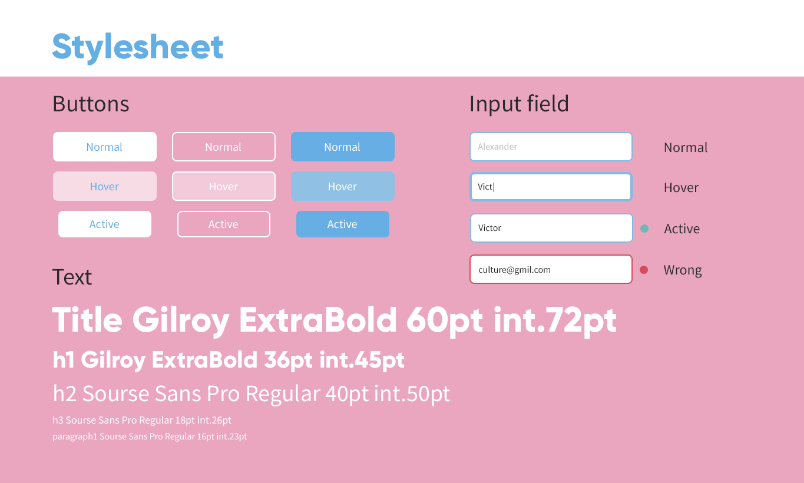 Stylesheet
Buttons
Normal Normal Normal
Hover Hover Hover
Active Active Active
Input field
Alexander Normal
Vict Hover
Victor Active
culture@gmil.com Wrong
Text
Title Gilroy ExtraBold 60pt int.72pt
h1 Gilroy ExtraBold 36pt int.45pt
h2 Sourse Sans Pro Regular 40pt int.50pt
h3 Sourse Sans Pro Regular 18pt int.26pt
paragraph1 Sourse Sans Pro Regular 16pt int.23pt